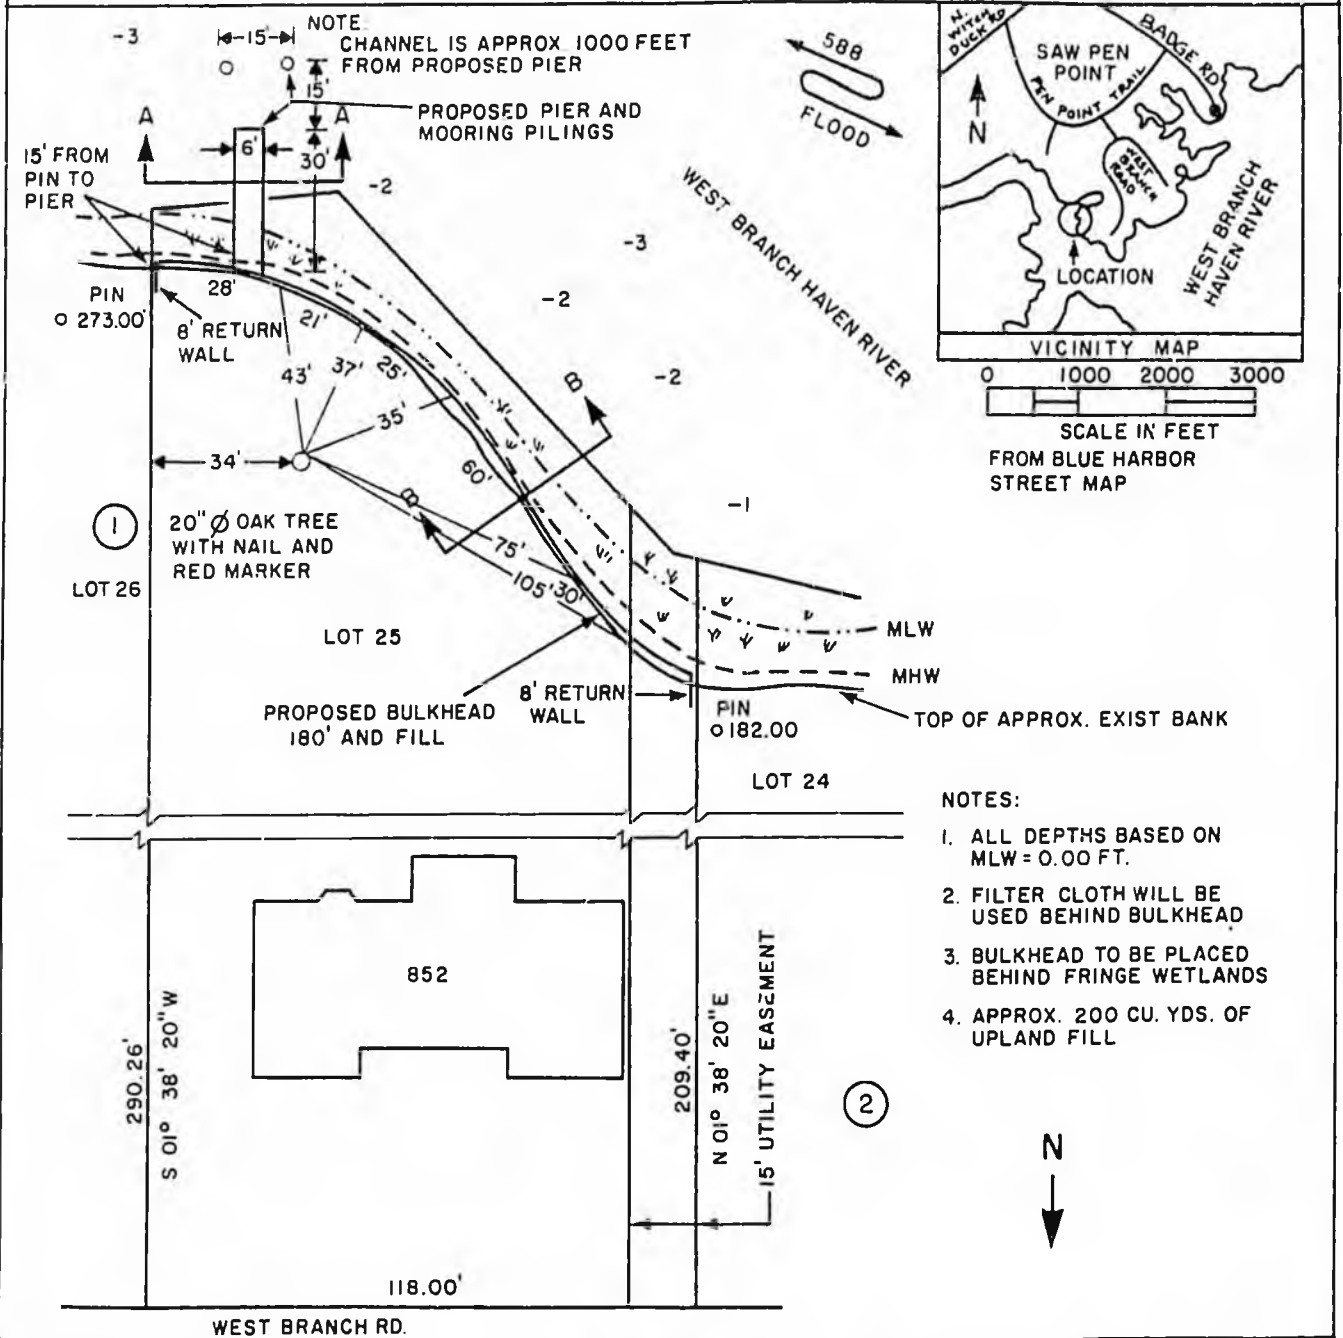 -3
15'
NOTE:
CHANNEL IS APPROX 1000 FEET
FROM PROPOSED PIER
15'
PROPOSED PIER AND
MOORING PILINGS
A
A
6'
30'
15' FROM
PIN TO
PIER
-2
588
FLOOD
WEST BRANCH HAVEN RIVER
-3
-2
-2
-1
N.
WITCH
DUCK RD
BADGE RD
SAW PEN
POINT
PEN POINT TRAIL
N
WEST
BRANCH
ROAD
WEST BRANCH
HAVEN RIVER
LOCATION
VICINITY MAP
0 1000 2000 3000
SCALE IN FEET
FROM BLUE HARBOR
STREET MAP
PIN
273.00'
28'
8' RETURN
WALL
21'
25'
43'
37'
35'
34'
60'
B
B
75'
105'
30'
1
20" Ø OAK TREE
WITH NAIL AND
RED MARKER
LOT 26
LOT 25
MLW
MHW
PROPOSED BULKHEAD
180' AND FILL
8' RETURN
WALL
PIN
182.00
TOP OF APPROX. EXIST BANK
LOT 24
NOTES:
1. ALL DEPTHS BASED ON
MLW = 0.00 FT.
2. FILTER CLOTH WILL BE
USED BEHIND BULKHEAD
3. BULKHEAD TO BE PLACED
BEHIND FRINGE WETLANDS
4. APPROX. 200 CU. YDS. OF
UPLAND FILL
852
290.26'
S 01° 38' 20" W
209.40'
N 01° 38' 20" E
15' UTILITY EASEMENT
2
N
118.00'
WEST BRANCH RD.